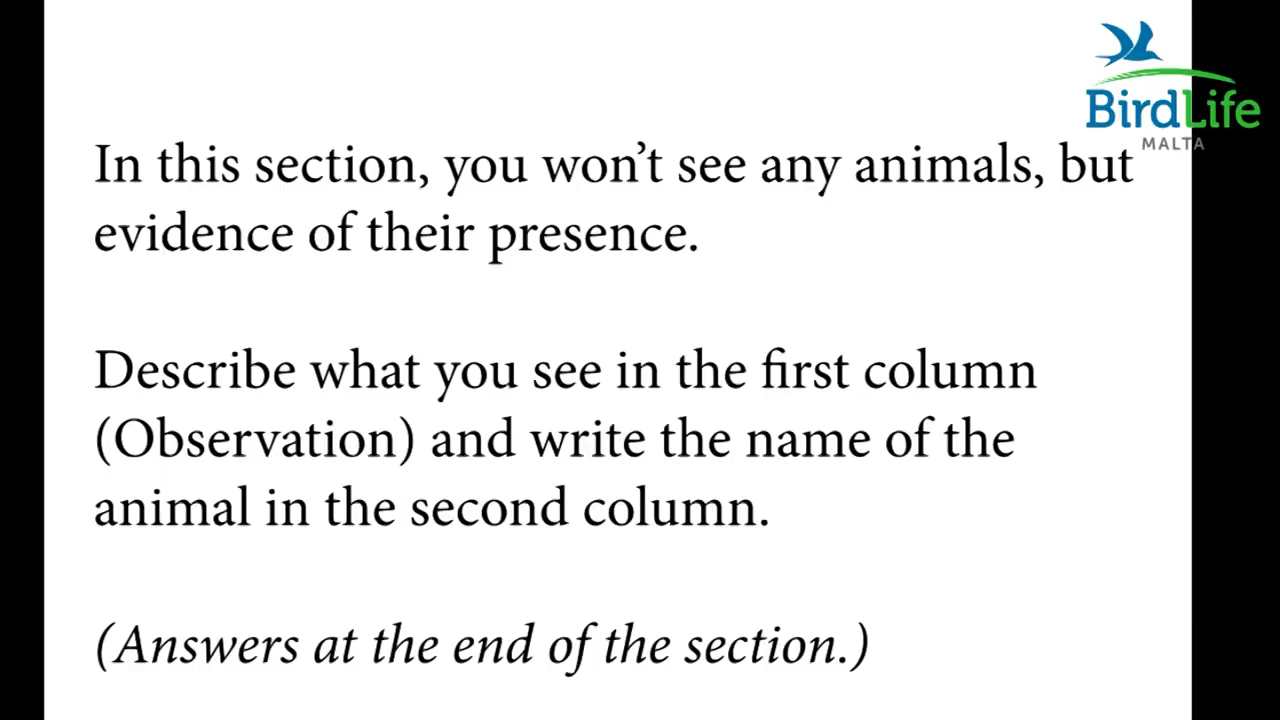 BirdLife
MALTA
In this section, you won’t see any animals, but
evidence of their presence.
Describe what you see in the first column
(Observation) and write the name of the
animal in the second column.
(Answers at the end of the section.)